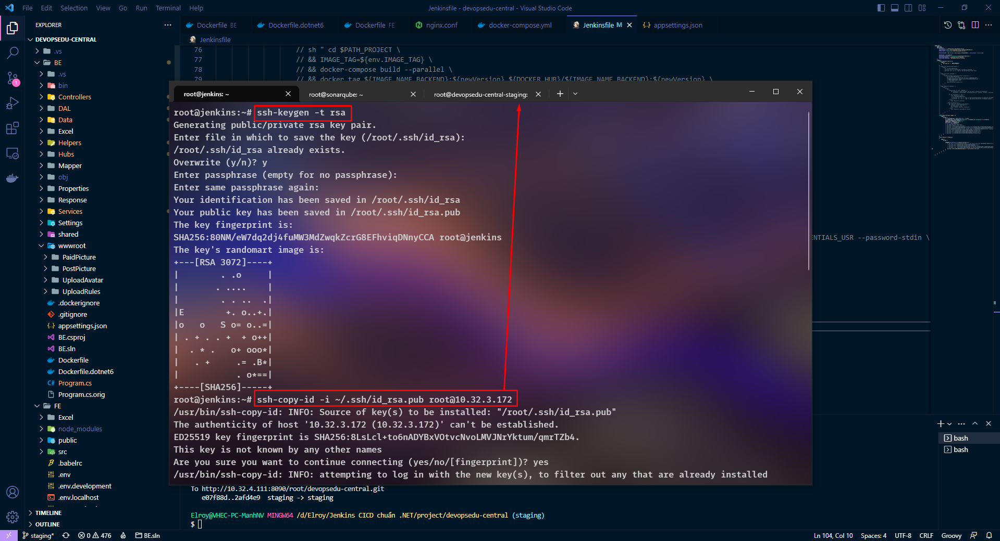 File Edit Selection View Go Run Terminal Help
Jenkinsfile - devopsedu-central - Visual Studio Code
EXPLORER
DEVOPSEDU-CENTRAL
.vs
BE
.vs
bin
Controllers
DAL
Data
Excel
Helpers
Hubs
Mapper
obj
Properties
Response
Services
Settings
shared
wwwroot
PaidPicture
PostPicture
UploadAvatar
UploadRules
.dockerignore
.gitignore
appsettings.json
BE.csproj
BE.sln
Dockerfile
Dockerfile.dotnet6
Program.cs
Program.cs.orig
FE
Excel
node_modules
public
src
.babelrc
.env
.env.development
.env.localhost
TIMELINE
OUTLINE
Dockerfile BE
Dockerfile.dotnet6
Dockerfile FE
nginx.conf
docker-compose.yml
Jenkinsfile M
appsettings.json
Jenkinsfile
76 // sh " cd $PATH_PROJECT \
77 // && IMAGE_TAG=${env.IMAGE_TAG} \
78 // && docker-compose build --parallel \
79 // && docker tag ${IMAGE_NAME_BACKEND}:${newVersion} ${DOCKER_HUB}/${IMAGE_NAME_BACKEND}:${newVersion} \
ENTIALS_USR --password-stdin \
root@jenkins: ~
root@sonarqube: ~
root@devopsedu-central-staging:
root@jenkins:~# ssh-keygen -t rsa
Generating public/private rsa key pair.
Enter file in which to save the key (/root/.ssh/id_rsa):
/root/.ssh/id_rsa already exists.
Overwrite (y/n)? y
Enter passphrase (empty for no passphrase):
Enter same passphrase again:
Your identification has been saved in /root/.ssh/id_rsa
Your public key has been saved in /root/.ssh/id_rsa.pub
The key fingerprint is:
SHA256:80NM/eW7dq2dj4fuMW3MdZwqkZcrG8EFhviqDNnyCCA root@jenkins
The key's randomart image is:
+---[RSA 3072]----+
|        . .o     |
|       . ....    |
|        . . ..  .|
|E        +. o..+.|
|o   o   S o= o..=|
| . + . . +  + o++|
|  . * .   o+ ooo*|
|   . +     .= .B*|
|           . o*==|
+----[SHA256]-----+
root@jenkins:~# ssh-copy-id -i ~/.ssh/id_rsa.pub root@10.32.3.172
/usr/bin/ssh-copy-id: INFO: Source of key(s) to be installed: "/root/.ssh/id_rsa.pub"
The authenticity of host '10.32.3.172 (10.32.3.172)' can't be established.
ED25519 key fingerprint is SHA256:8LsLcl+to6nADYBxVOtvcNvoLMVJNrYktum/qmrTZb4.
This key is not known by any other names
Are you sure you want to continue connecting (yes/no/[fingerprint])? yes
/usr/bin/ssh-copy-id: INFO: attempting to log in with the new key(s), to filter out any that are already installed
To http://10.32.4.111:8090/root/devopsedu-central.git
e07f88d..2afd4e9 staging -> staging
Elroy@VHEC-PC-ManhNV MINGW64 /d/Elroy/Jenkins CICD chuẩn .NET/project/devopsedu-central (staging)
$
bash
bash
1
staging* 0 476 BE.sln
Ln 104, Col 10 Spaces: 4 UTF-8 CRLF Groovy